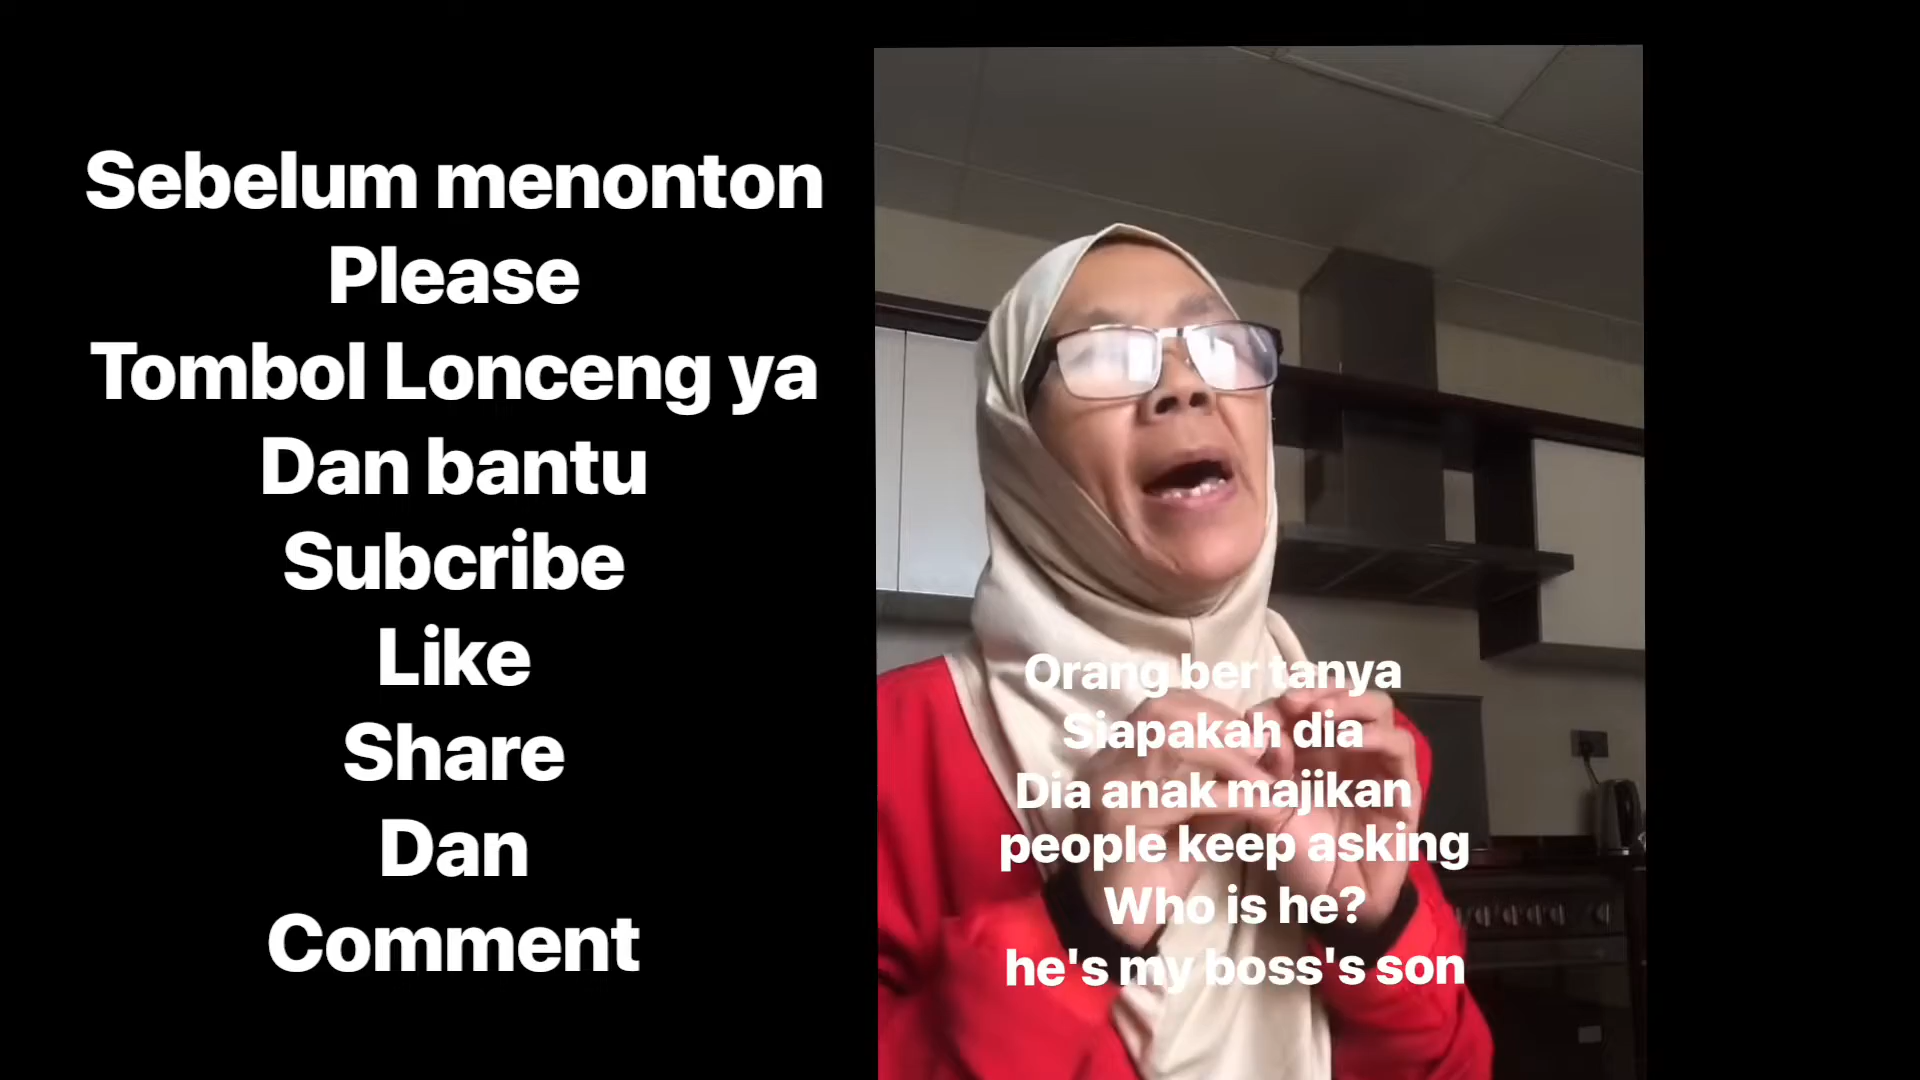 Sebelum menonton
Please
Tombol Lonceng ya
Dan bantu
Subcribe
Like
Share
Dan
Comment
Orang ber tanya
Siapakah dia
Dia anak majikan
people keep asking
Who is he?
he's my boss's son